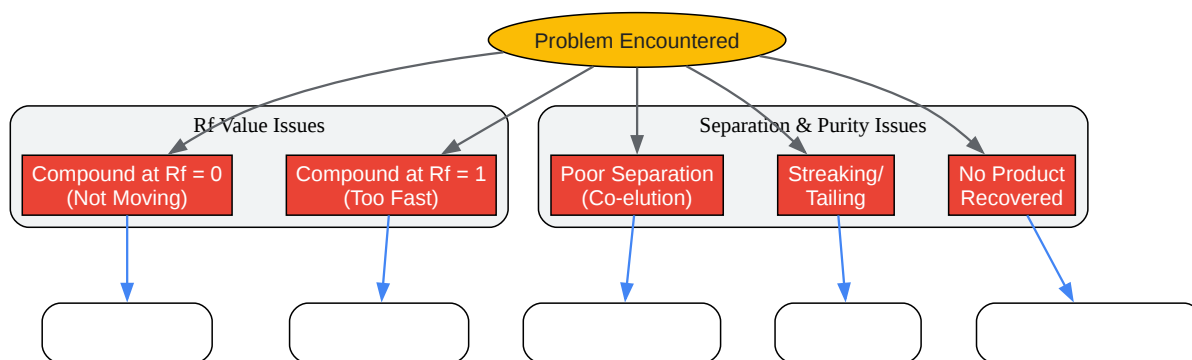 Problem Encountered
Rf Value Issues
Separation & Purity Issues
Compound at Rf = 0
(Not Moving)
Compound at Rf = 1
(Too Fast)
Poor Separation
(Co-elution)
Streaking/
Tailing
No Product
Recovered